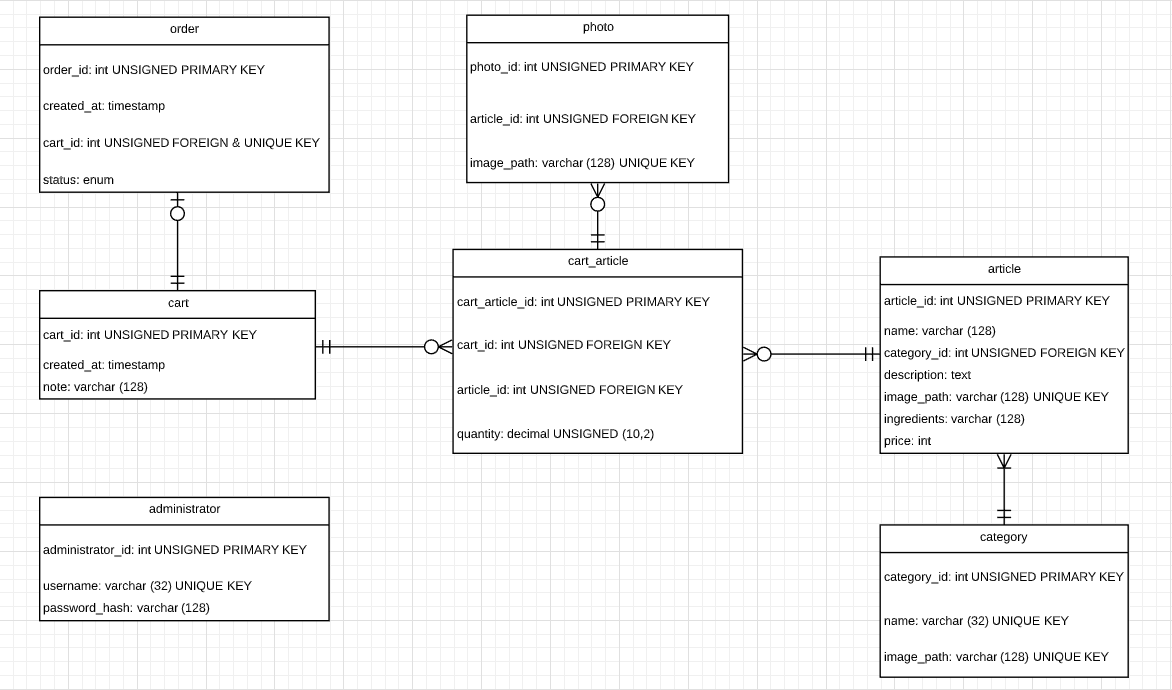 order
order_id: int UNSIGNED PRIMARY KEY
created_at: timestamp
cart_id: int UNSIGNED FOREIGN & UNIQUE KEY
status: enum
photo
photo_id: int UNSIGNED PRIMARY KEY
article_id: int UNSIGNED FOREIGN KEY
image_path: varchar (128) UNIQUE KEY
cart
cart_id: int UNSIGNED PRIMARY KEY
created_at: timestamp
note: varchar (128)
cart_article
cart_article_id: int UNSIGNED PRIMARY KEY
cart_id: int UNSIGNED FOREIGN KEY
article_id: int UNSIGNED FOREIGN KEY
quantity: decimal UNSIGNED (10,2)
article
article_id: int UNSIGNED PRIMARY KEY
name: varchar (128)
category_id: int UNSIGNED FOREIGN KEY
description: text
image_path: varchar (128) UNIQUE KEY
ingredients: varchar (128)
price: int
administrator
administrator_id: int UNSIGNED PRIMARY KEY
username: varchar (32) UNIQUE KEY
password_hash: varchar (128)
category
category_id: int UNSIGNED PRIMARY KEY
name: varchar (32) UNIQUE KEY
image_path: varchar (128) UNIQUE KEY